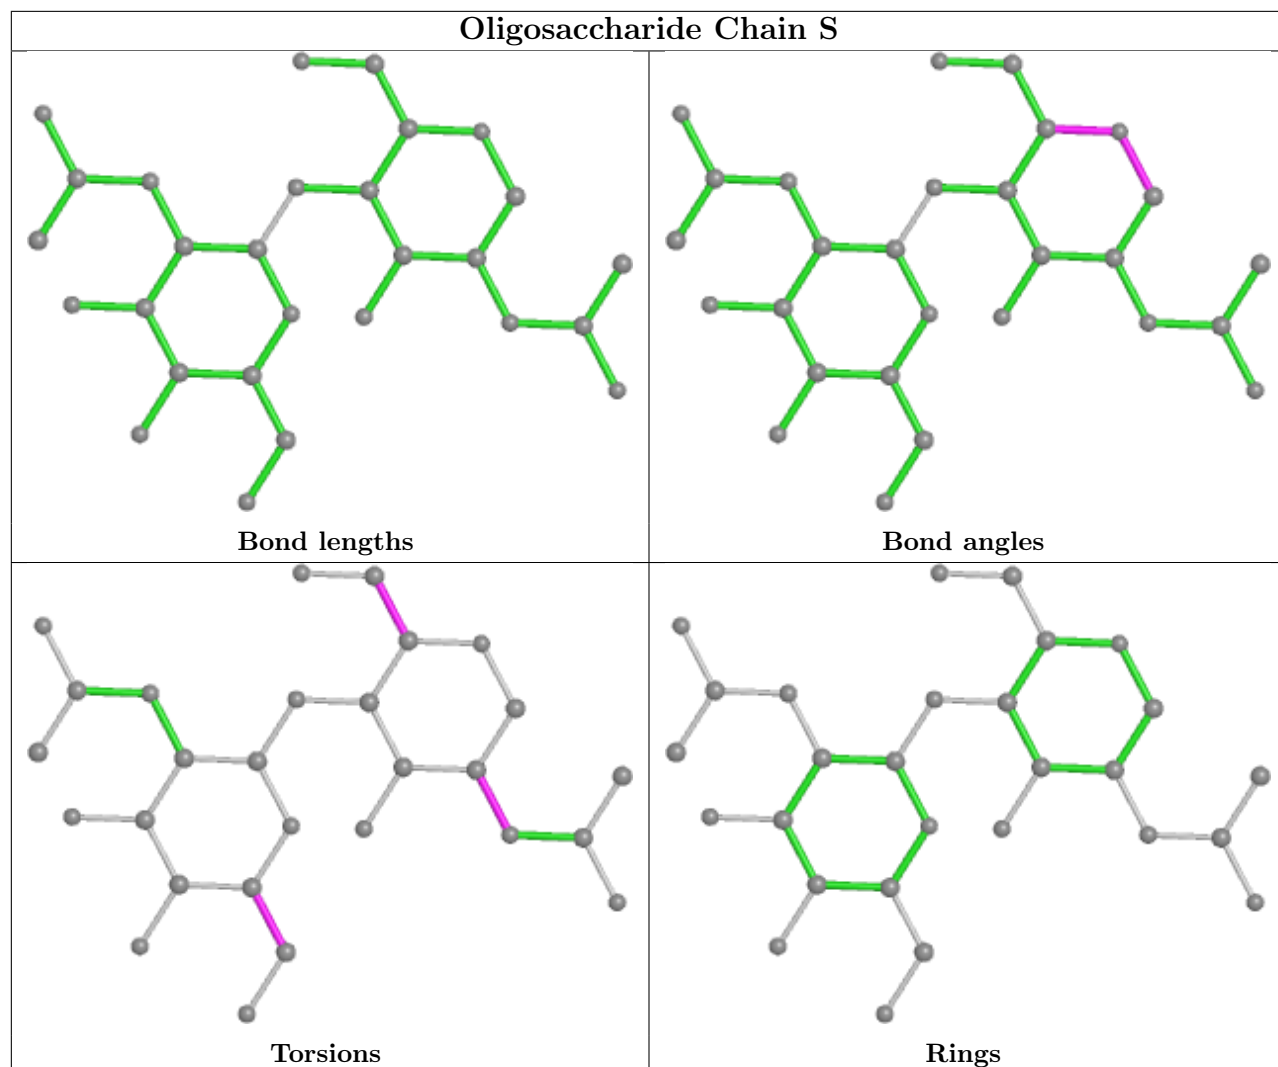 Oligosaccharide Chain S
Bond lengths
Bond angles
Torsions
Rings